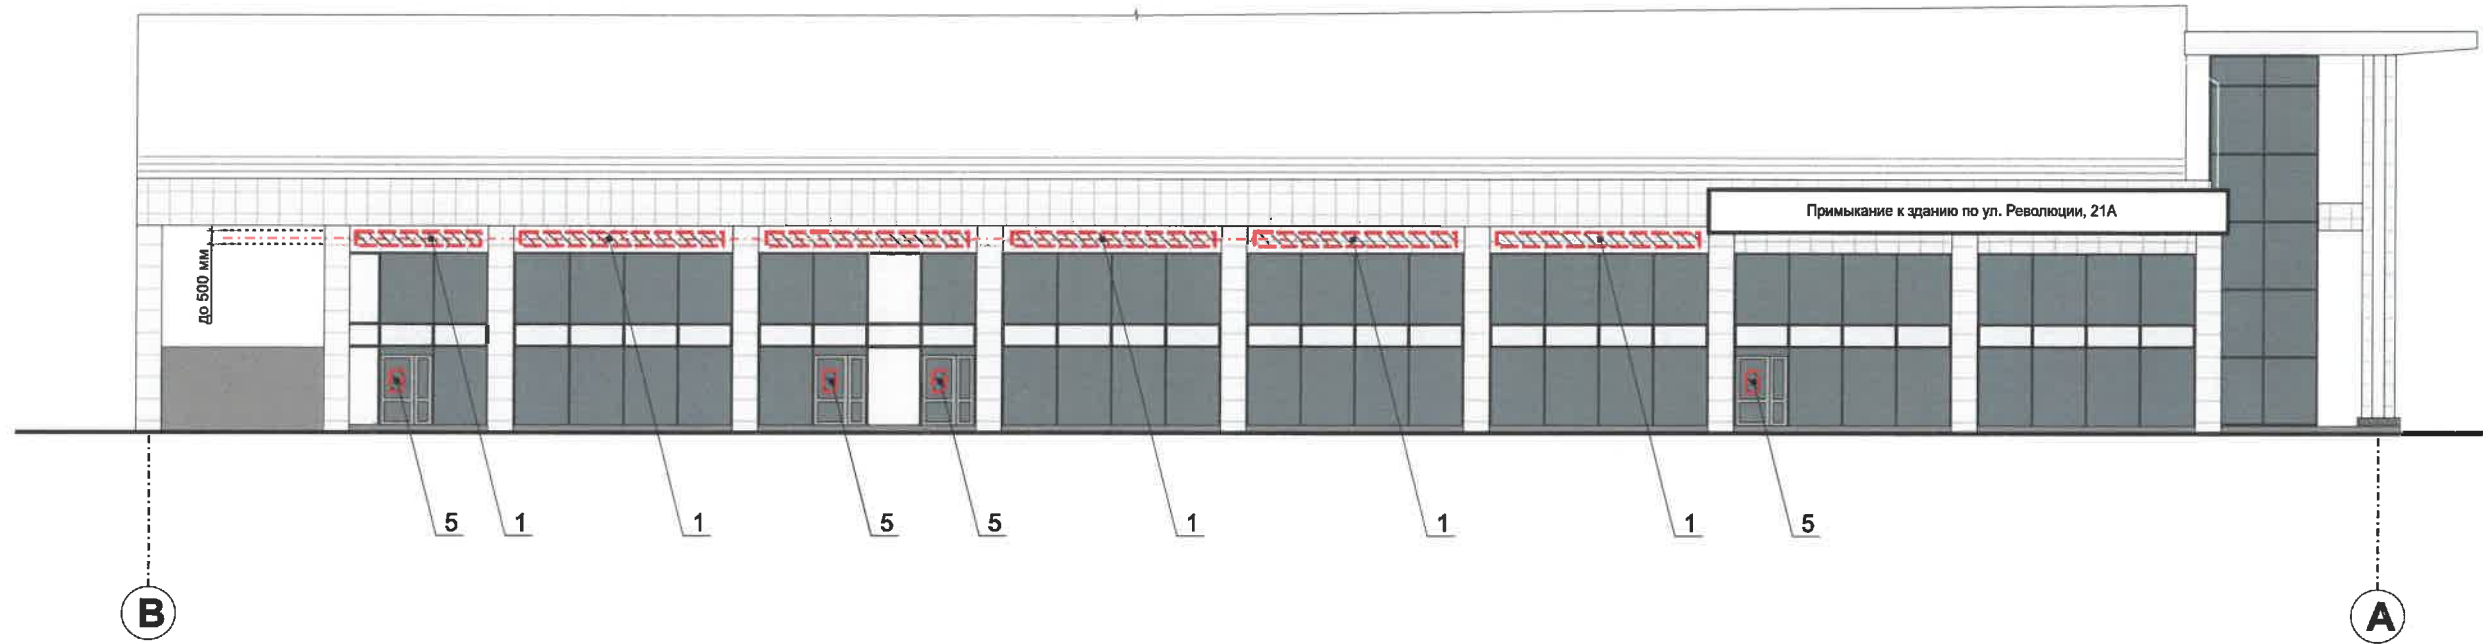 Примыкание к зданию по ул. Революции, 21А
до 500 мм
5
1
1
5
5
1
1
1
5
В
А